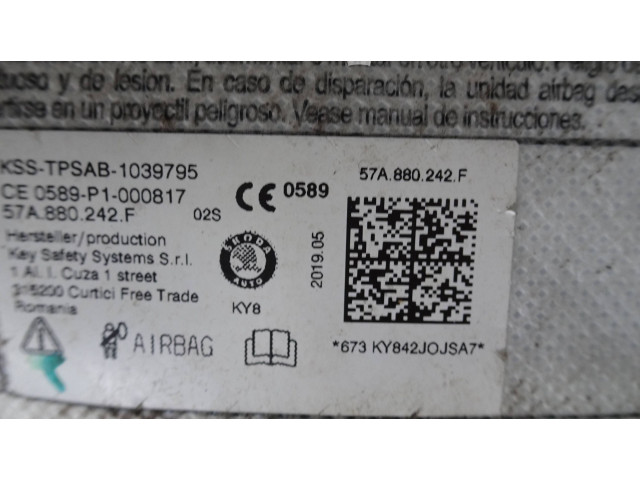 tuoso y de lesion. En caso de disparación, la unidad airbag des
rtirse en un proyectil peligroso. Vease manual de instrucciones.
KSS-TPSAB-1039795
CE 0589-P1-000817
57A.880.242.F 02S
Hersteller/production
Key Safety Systems S.r.l.
1 Al. I. Cuza 1 street
315200 Curtici Free Trade
Romania
CE 0589
ŠKODA
AUTO
KY8
2019.05
57A.880.242.F
*673 KY842JOJSA7*
AIRBAG